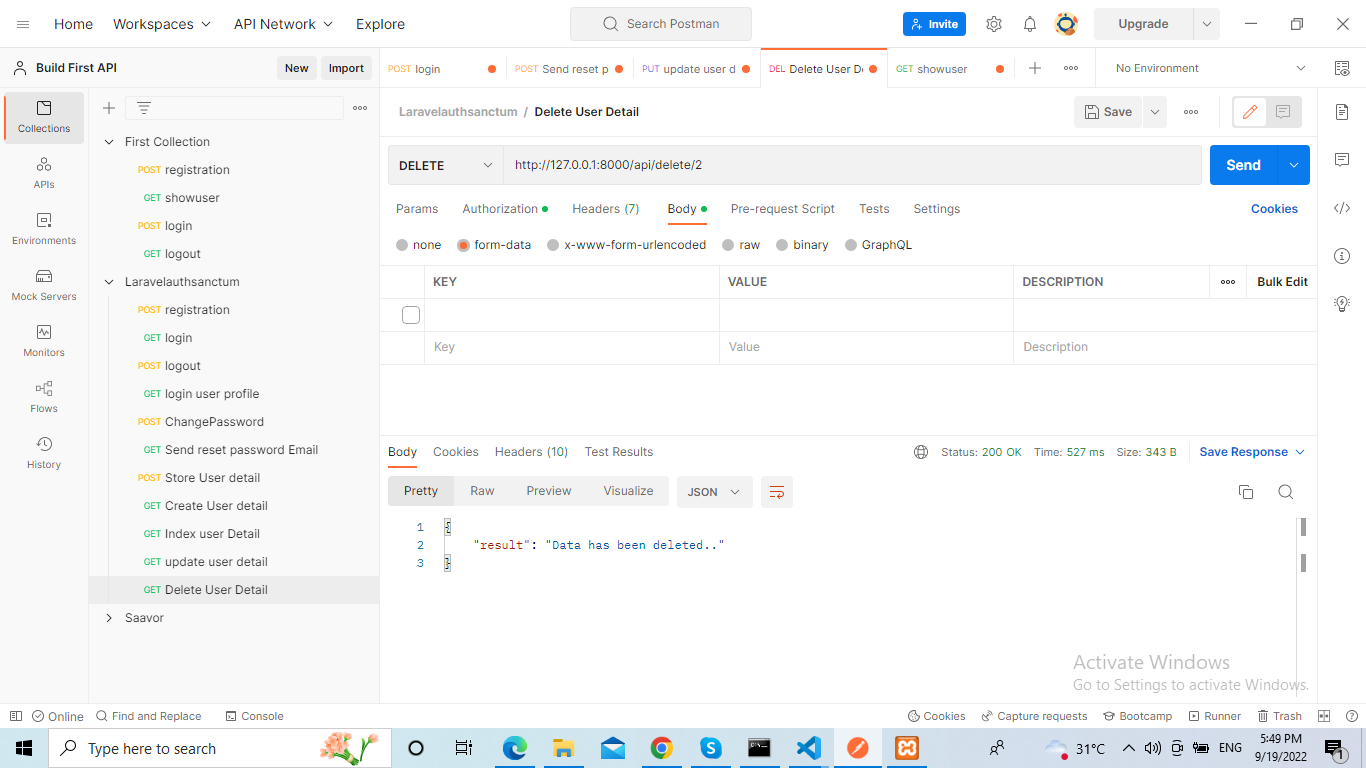 Home Workspaces API Network Explore Search Postman Invite Upgrade
Build First API New Import POST login POST Send reset p PUT update user d DEL Delete User De GET showuser No Environment
Collections
APIs
Environments
Mock Servers
Monitors
Flows
History
First Collection
POST registration
GET showuser
POST login
GET logout
Laravelauthsanctum
POST registration
GET login
POST logout
GET login user profile
POST ChangePassword
GET Send reset password Email
POST Store User detail
GET Create User detail
GET Index user Detail
GET update user detail
GET Delete User Detail
Saavor
Laravelauthsanctum / Delete User Detail Save
DELETE http://127.0.0.1:8000/api/delete/2 Send
Params Authorization Headers (7) Body Pre-request Script Tests Settings Cookies
none form-data x-www-form-urlencoded raw binary GraphQL
KEY VALUE DESCRIPTION Bulk Edit
Key Value Description
Body Cookies Headers (10) Test Results Status: 200 OK Time: 527 ms Size: 343 B Save Response
Pretty Raw Preview Visualize JSON
1 {
2 "result": "Data has been deleted.."
3 }
Activate Windows
Go to Settings to activate Windows.
Online Find and Replace Console Cookies Capture requests Bootcamp Runner Trash
Type here to search 31°C ENG 5:49 PM
9/19/2022 1